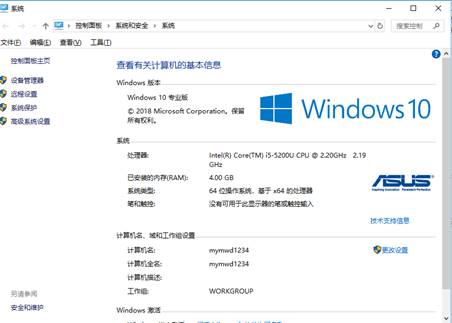 系统
控制面板 › 系统和安全 › 系统
搜索控制
文件(F) 编辑(E) 查看(V) 工具(T)
控制面板主页
设备管理器
远程设置
系统保护
高级系统设置
另请参阅
安全和维护
查看有关计算机的基本信息
Windows 版本
Windows 10 专业版
© 2018 Microsoft Corporation。保留
所有权利。
Windows 10
系统
处理器: Intel(R) Core(TM) i5-5200U CPU @ 2.20GHz 2.19
GHz
已安装的内存(RAM): 4.00 GB
系统类型: 64 位操作系统，基于 x64 的处理器
笔和触控: 没有可用于此显示器的笔或触控输入
ASUS
技术支持信息
计算机名、域和工作组设置
计算机名: mymwd1234
更改设置
计算机全名: mymwd1234
计算机描述:
工作组: WORKGROUP
Windows 激活